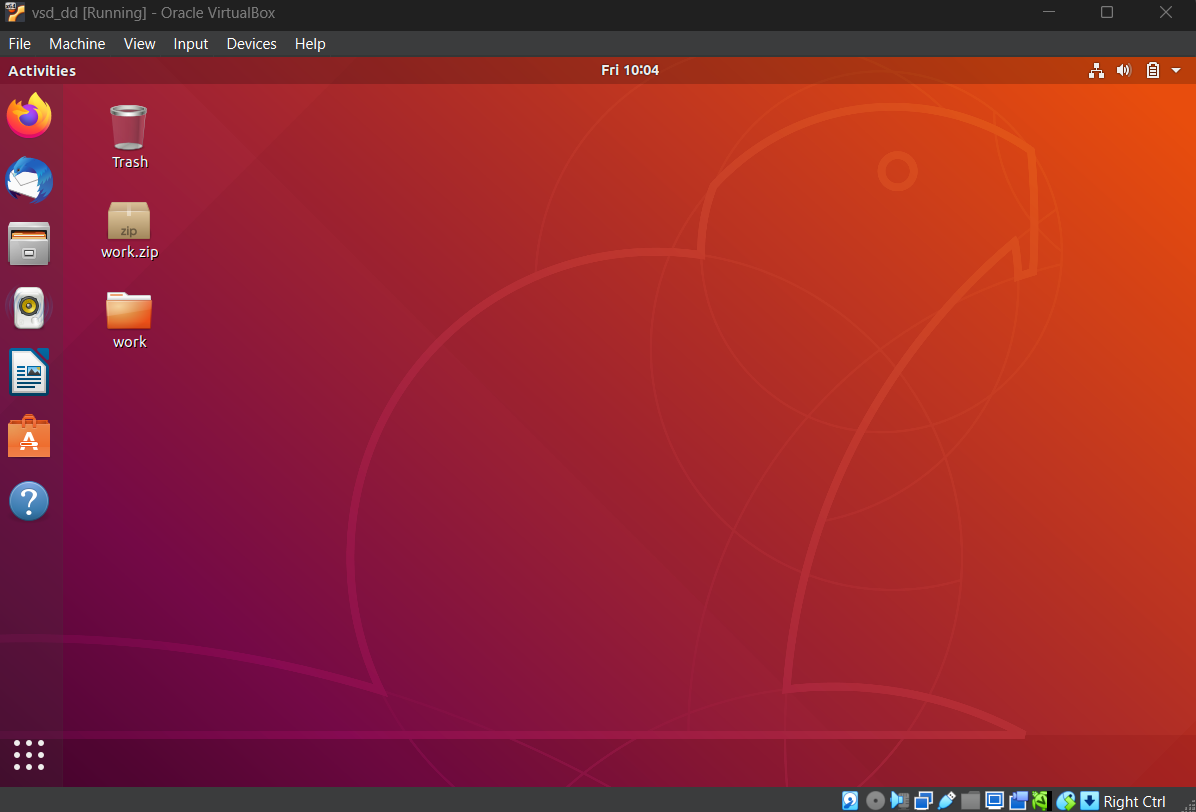 vsd_dd [Running] - Oracle VirtualBox
File Machine View Input Devices Help
Activities Fri 10:04
Trash
zip
work.zip
work
Right Ctrl